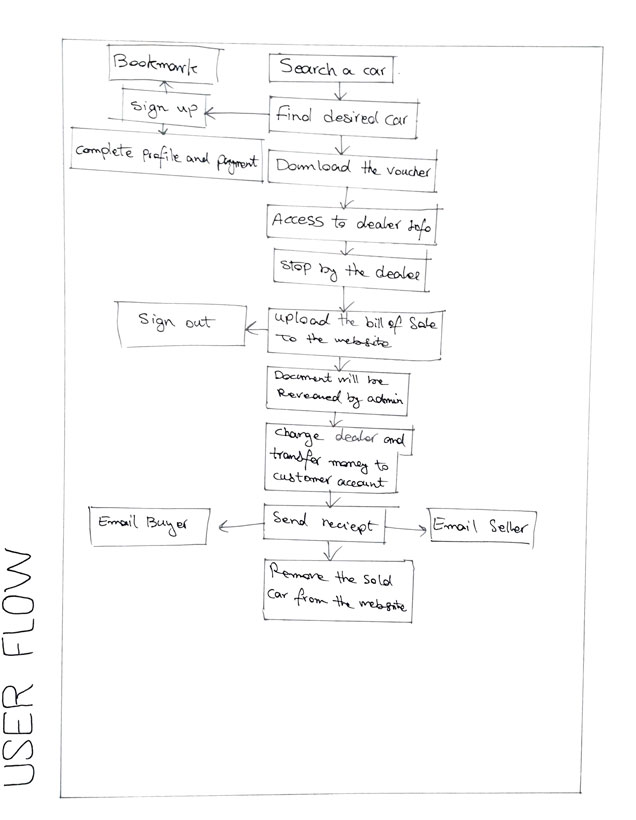 Bookmark
Search a car
Sign up
Find desired car
Complete profile and payment
Download the voucher
Access to dealer info
Stop by the dealer
Sign out
upload the bill of Sale
to the website
Document will be
Reveowed by admin
Charge dealer and
transfer money to
customer account
Email Buyer
Send reciept
Email Seller
Remove the sold
car from the website
USER FLOW